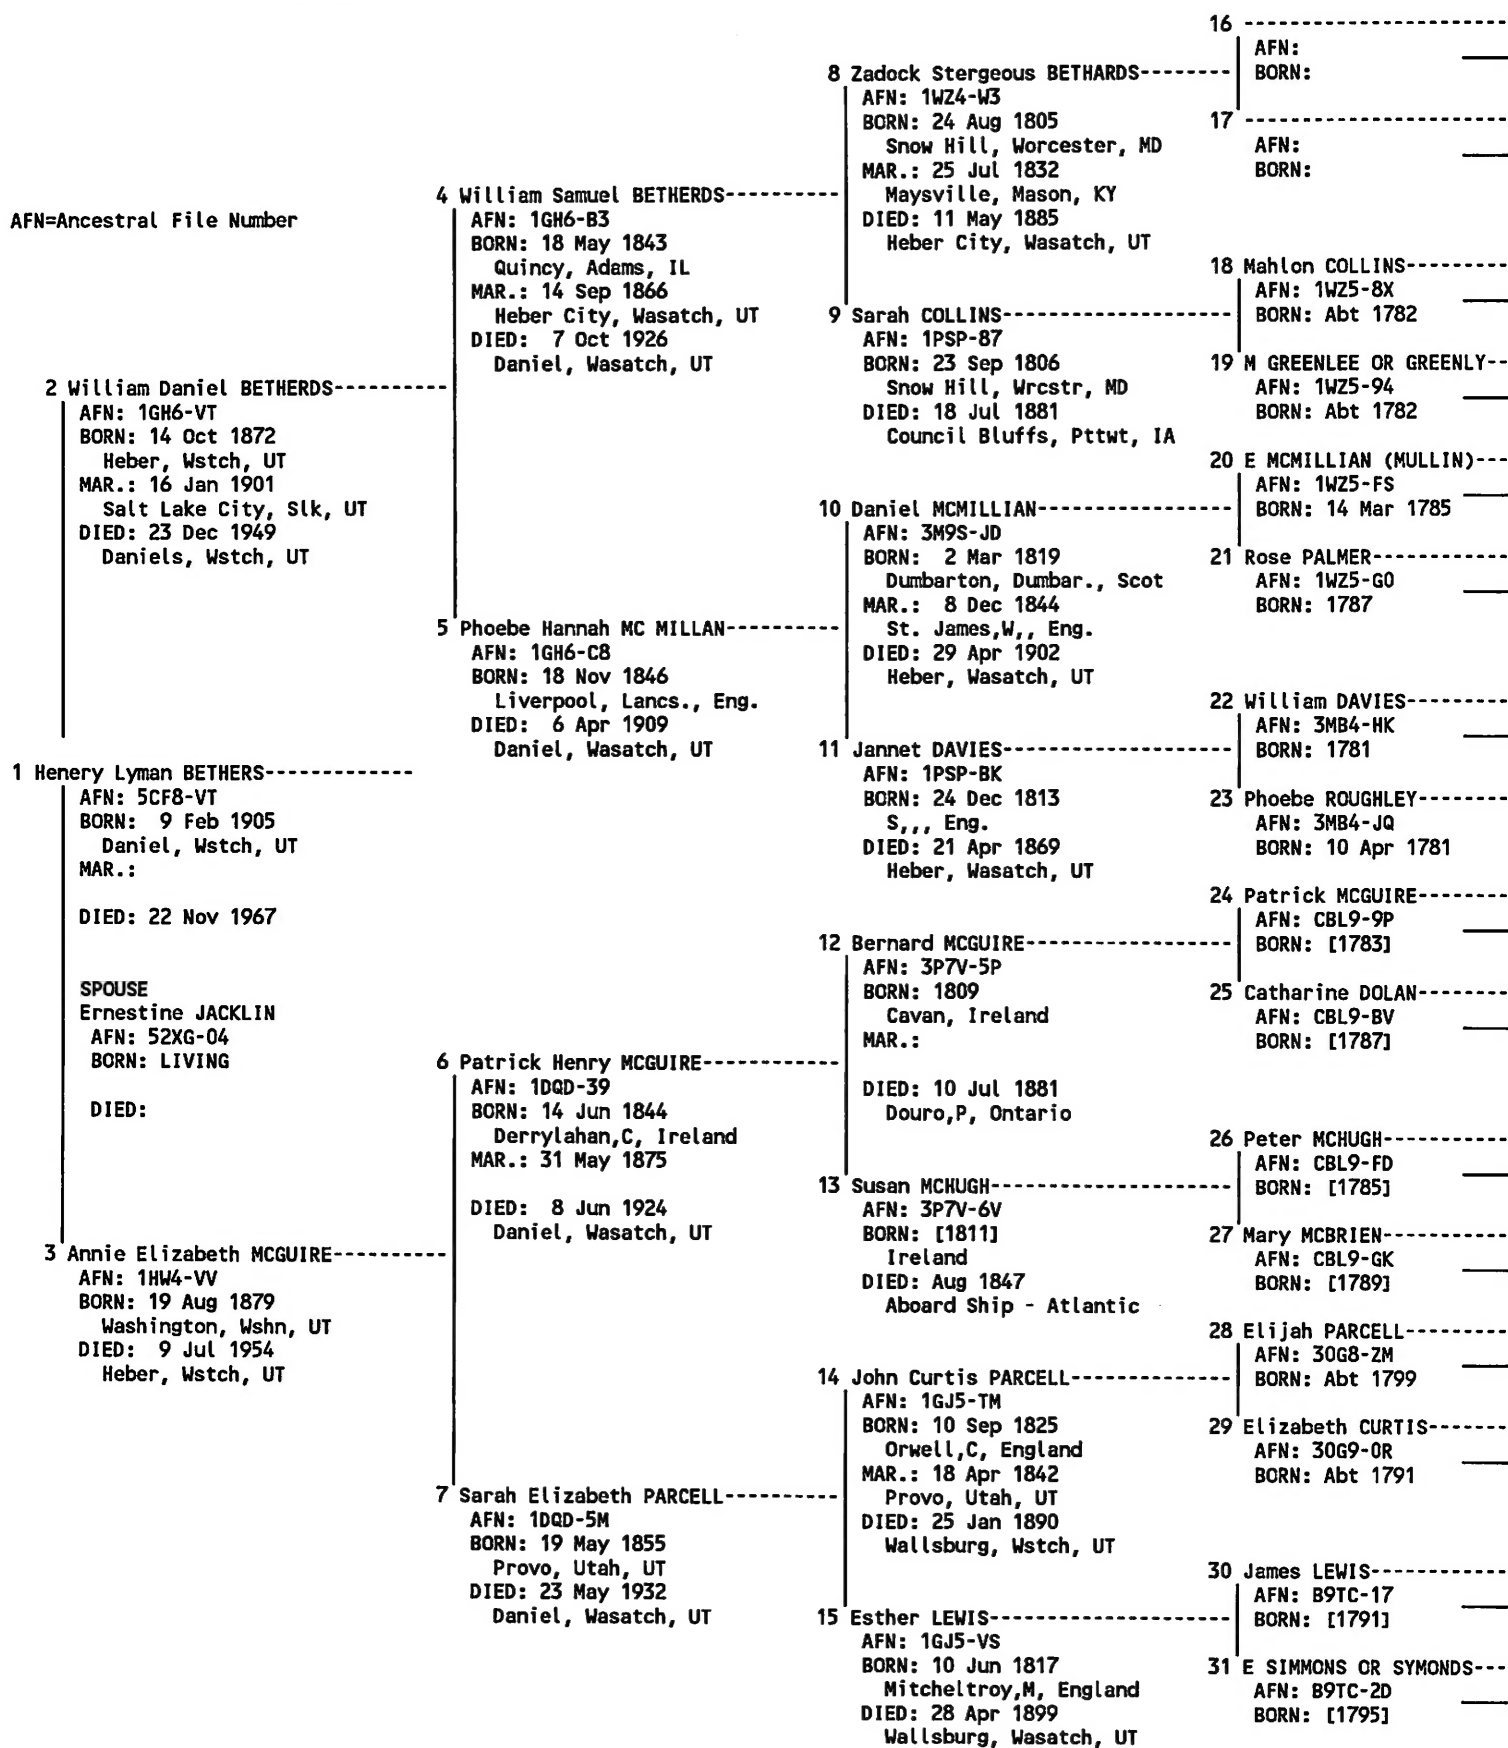 AFN=Ancestral File Number
1 Henery Lyman BETHERS-------------
AFN: 5CF8-VT
BORN:  9 Feb 1905
Daniel, Wstch, UT
MAR.:
DIED: 22 Nov 1967
SPOUSE
Ernestine JACKLIN
AFN: 52XG-04
BORN: LIVING
DIED:
2 William Daniel BETHERDS----------
AFN: 1GH6-VT
BORN: 14 Oct 1872
Heber, Wstch, UT
MAR.: 16 Jan 1901
Salt Lake City, Slk, UT
DIED: 23 Dec 1949
Daniels, Wstch, UT
3 Annie Elizabeth MCGUIRE----------
AFN: 1HW4-VV
BORN: 19 Aug 1879
Washington, Wshn, UT
DIED:  9 Jul 1954
Heber, Wstch, UT
4 William Samuel BETHERDS----------
AFN: 1GH6-B3
BORN: 18 May 1843
Quincy, Adams, IL
MAR.: 14 Sep 1866
Heber City, Wasatch, UT
DIED:  7 Oct 1926
Daniel, Wasatch, UT
5 Phoebe Hannah MC MILLAN----------
AFN: 1GH6-C8
BORN: 18 Nov 1846
Liverpool, Lancs., Eng.
DIED:  6 Apr 1909
Daniel, Wasatch, UT
6 Patrick Henry MCGUIRE------------
AFN: 1DQD-39
BORN: 14 Jun 1844
Derrylahan,C, Ireland
MAR.: 31 May 1875
DIED:  8 Jun 1924
Daniel, Wasatch, UT
7 Sarah Elizabeth PARCELL----------
AFN: 1DQD-5M
BORN: 19 May 1855
Provo, Utah, UT
DIED: 23 May 1932
Daniel, Wasatch, UT
8 Zadock Stergeous BETHARDS--------
AFN: 1WZ4-W3
BORN: 24 Aug 1805
Snow Hill, Worcester, MD
MAR.: 25 Jul 1832
Maysville, Mason, KY
DIED: 11 May 1885
Heber City, Wasatch, UT
9 Sarah COLLINS--------------------
AFN: 1PSP-87
BORN: 23 Sep 1806
Snow Hill, Wrcstr, MD
DIED: 18 Jul 1881
Council Bluffs, Pttwt, IA
10 Daniel MCMILLIAN-----------------
AFN: 3M9S-JD
BORN:  2 Mar 1819
Dumbarton, Dumbar., Scot
MAR.:  8 Dec 1844
St. James,W,, Eng.
DIED: 29 Apr 1902
Heber, Wasatch, UT
11 Jannet DAVIES--------------------
AFN: 1PSP-BK
BORN: 24 Dec 1813
S,,, Eng.
DIED: 21 Apr 1869
Heber, Wasatch, UT
12 Bernard MCGUIRE------------------
AFN: 3P7V-5P
BORN: 1809
Cavan, Ireland
MAR.:
DIED: 10 Jul 1881
Douro,P, Ontario
13 Susan MCHUGH---------------------
AFN: 3P7V-6V
BORN: [1811]
Ireland
DIED: Aug 1847
Aboard Ship - Atlantic
14 John Curtis PARCELL--------------
AFN: 1GJ5-TM
BORN: 10 Sep 1825
Orwell,C, England
MAR.: 18 Apr 1842
Provo, Utah, UT
DIED: 25 Jan 1890
Wallsburg, Wstch, UT
15 Esther LEWIS---------------------
AFN: 1GJ5-VS
BORN: 10 Jun 1817
Mitcheltroy,M, England
DIED: 28 Apr 1899
Wallsburg, Wasatch, UT
16 -----------------------
AFN:
BORN:
17 -----------------------
AFN:
BORN:
18 Mahlon COLLINS---------
AFN: 1WZ5-8X
BORN: Abt 1782
19 M GREENLEE OR GREENLY--
AFN: 1WZ5-94
BORN: Abt 1782
20 E MCMILLIAN (MULLIN)---
AFN: 1WZ5-FS
BORN: 14 Mar 1785
21 Rose PALMER------------
AFN: 1WZ5-G0
BORN: 1787
22 William DAVIES---------
AFN: 3MB4-HK
BORN: 1781
23 Phoebe ROUGHLEY--------
AFN: 3MB4-JQ
BORN: 10 Apr 1781
24 Patrick MCGUIRE--------
AFN: CBL9-9P
BORN: [1783]
25 Catharine DOLAN--------
AFN: CBL9-BV
BORN: [1787]
26 Peter MCHUGH-----------
AFN: CBL9-FD
BORN: [1785]
27 Mary MCBRIEN-----------
AFN: CBL9-GK
BORN: [1789]
28 Elijah PARCELL---------
AFN: 30G8-ZM
BORN: Abt 1799
29 Elizabeth CURTIS-------
AFN: 30G9-0R
BORN: Abt 1791
30 James LEWIS------------
AFN: B9TC-17
BORN: [1791]
31 E SIMMONS OR SYMONDS---
AFN: B9TC-2D
BORN: [1795]